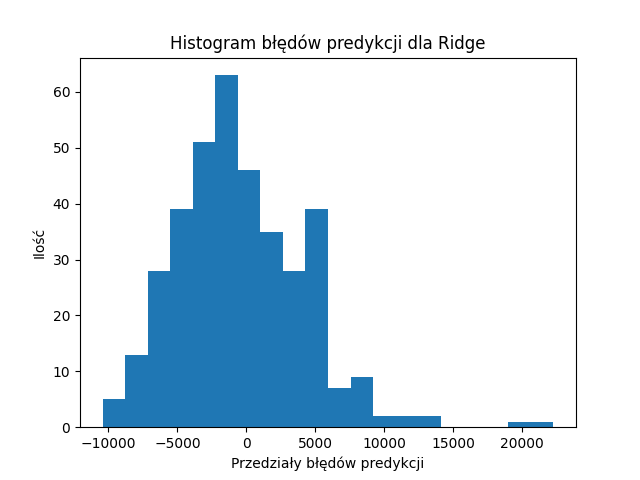 Histogram błędów predykcji dla Ridge
60
50
40
30
20
10
0
Ilość
−10000 −5000 0 5000 10000 15000 20000
Przedziały błędów predykcji